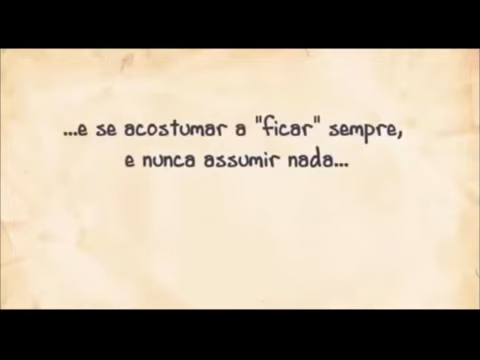 ...e se acostumar a "ficar" sempre,
e nunca assumir nada...